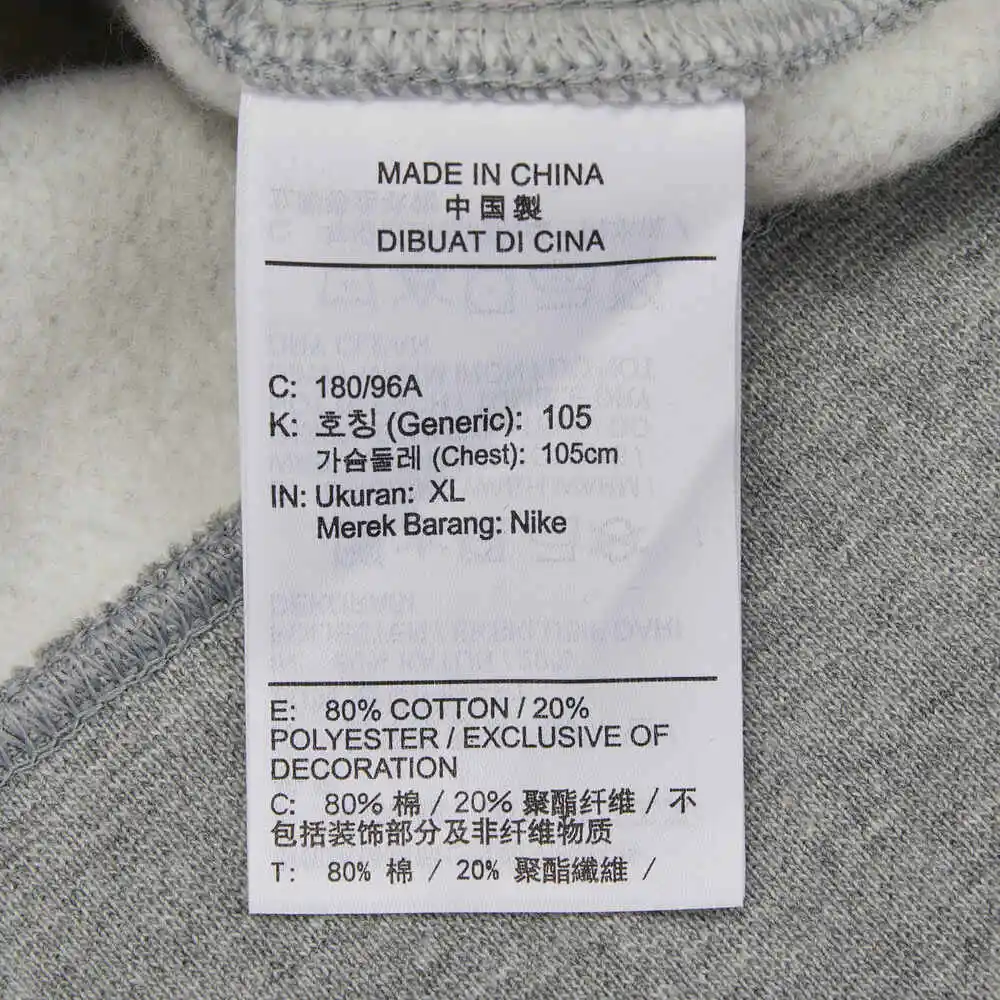 MADE IN CHINA
中国製
DIBUAT DI CINA
C: 180/96A
K: 호칭 (Generic): 105
가슴둘레 (Chest): 105cm
IN: Ukuran: XL
Merek Barang: Nike
E: 80% COTTON / 20%
POLYESTER / EXCLUSIVE OF
DECORATION
C: 80% 棉 / 20% 聚酯纤维 / 不
包括装饰部分及非纤维物质
T: 80% 棉 / 20% 聚酯纖維 /